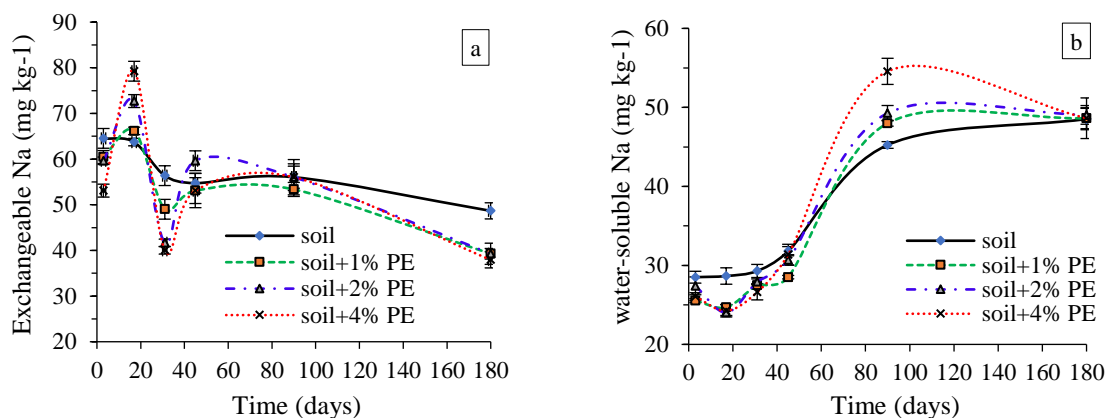 Exchangeable Na (mg kg-1)
90
80
70
60
50
40
30
20
a
soil
soil+1% PE
soil+2% PE
soil+4% PE
0 20 40 60 80 100 120 140 160 180
Time (days)
water-soluble Na (mg kg-1)
60
50
40
30
20
b
soil
soil+1% PE
soil+2% PE
soil+4% PE
0 20 40 60 80 100 120 140 160 180
Time (days)